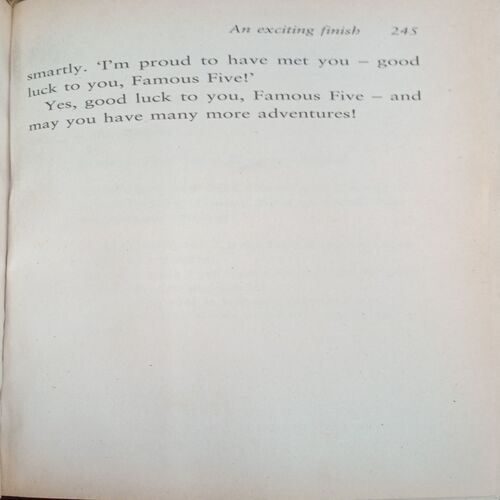 An exciting finish 245
smartly. 'I'm proud to have met you – good
luck to you, Famous Five!'
Yes, good luck to you, Famous Five – and
may you have many more adventures!